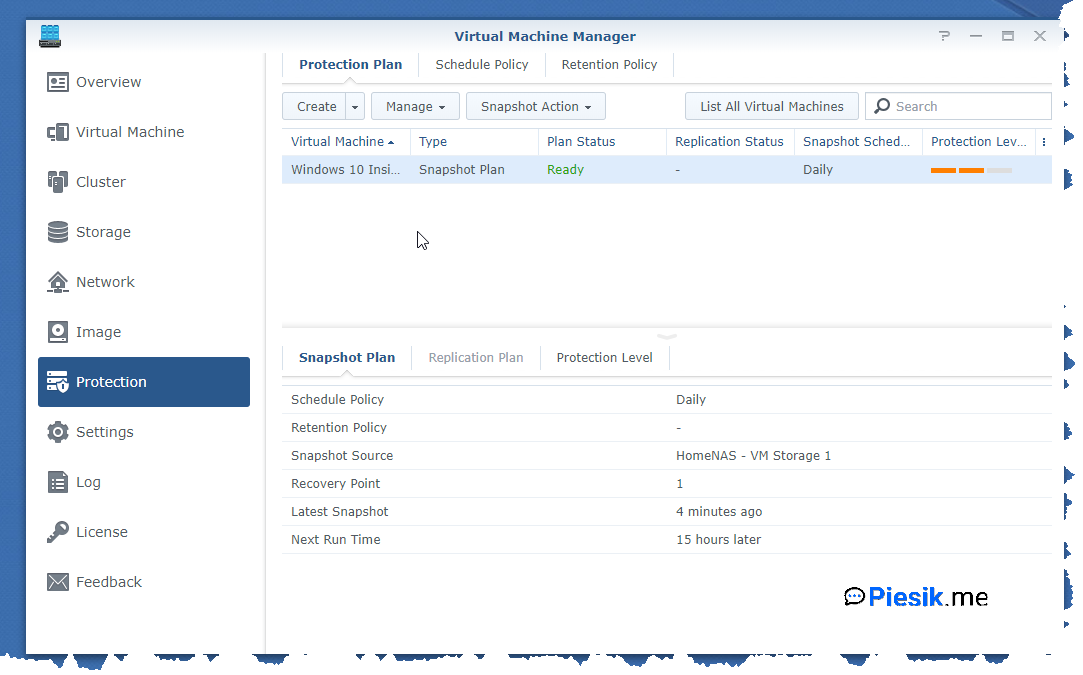 Virtual Machine Manager
?
Overview
Virtual Machine
Cluster
Storage
Network
Image
Protection
Settings
Log
License
Feedback
Protection Plan Schedule Policy Retention Policy
Create Manage Snapshot Action List All Virtual Machines Search
Virtual Machine Type Plan Status Replication Status Snapshot Sched... Protection Lev...
Windows 10 Insi... Snapshot Plan Ready - Daily
Snapshot Plan Replication Plan Protection Level
Schedule Policy Daily
Retention Policy -
Snapshot Source HomeNAS - VM Storage 1
Recovery Point 1
Latest Snapshot 4 minutes ago
Next Run Time 15 hours later
Piesik.me